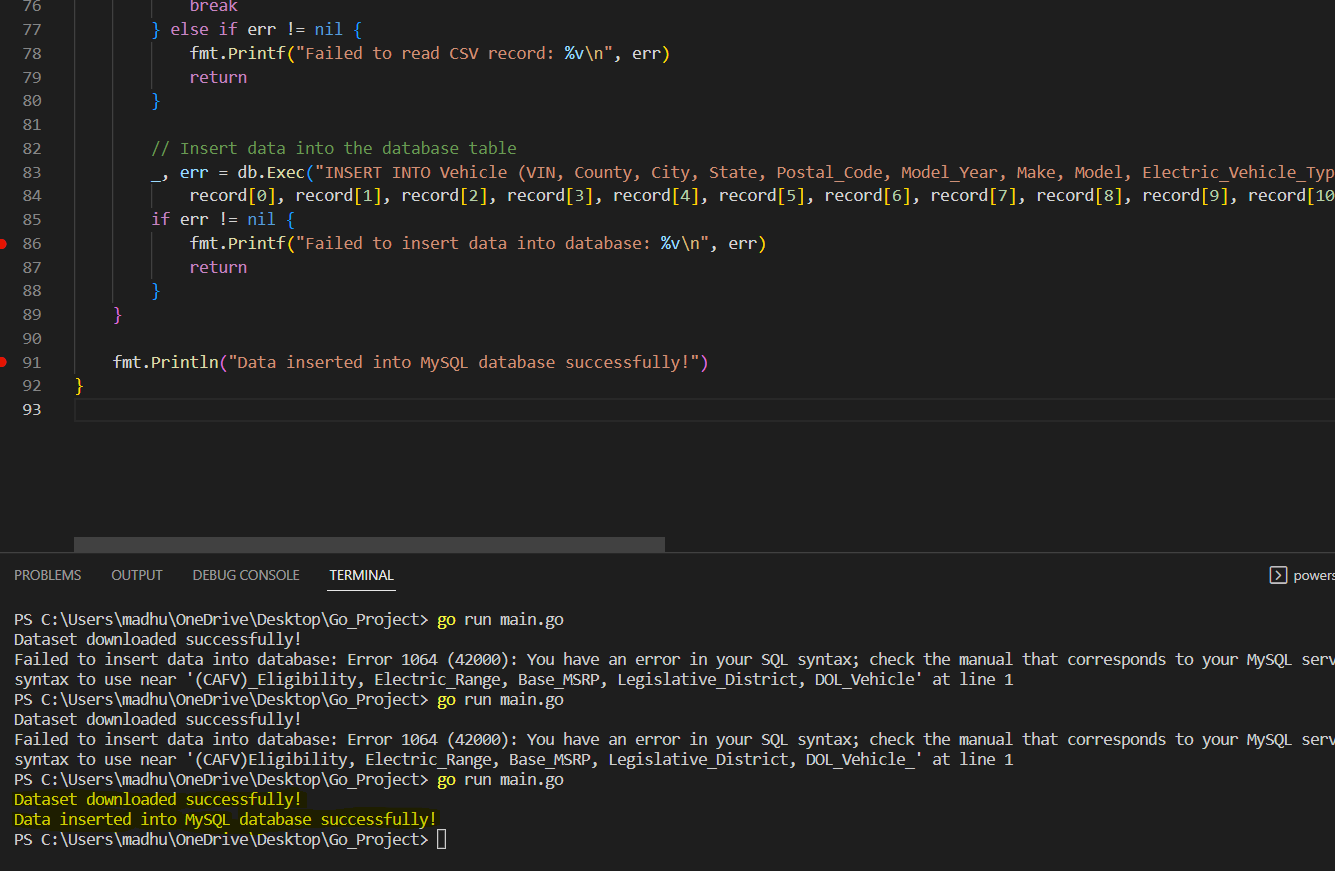 76 break
77 } else if err != nil {
78 fmt.Printf("Failed to read CSV record: %v\n", err)
79 return
80 }
81
82 // Insert data into the database table
83 _, err = db.Exec("INSERT INTO Vehicle (VIN, County, City, State, Postal_Code, Model_Year, Make, Model, Electric_Vehicle_Typ
84 record[0], record[1], record[2], record[3], record[4], record[5], record[6], record[7], record[8], record[9], record[10
85 if err != nil {
86 fmt.Printf("Failed to insert data into database: %v\n", err)
87 return
88 }
89 }
90
91 fmt.Println("Data inserted into MySQL database successfully!")
92 }
93
PROBLEMS OUTPUT DEBUG CONSOLE TERMINAL powers
PS C:\Users\madhu\OneDrive\Desktop\Go_Project> go run main.go
Dataset downloaded successfully!
Failed to insert data into database: Error 1064 (42000): You have an error in your SQL syntax; check the manual that corresponds to your MySQL serv
syntax to use near '(CAFV)_Eligibility, Electric_Range, Base_MSRP, Legislative_District, DOL_Vehicle' at line 1
PS C:\Users\madhu\OneDrive\Desktop\Go_Project> go run main.go
Dataset downloaded successfully!
Failed to insert data into database: Error 1064 (42000): You have an error in your SQL syntax; check the manual that corresponds to your MySQL serv
syntax to use near '(CAFV)Eligibility, Electric_Range, Base_MSRP, Legislative_District, DOL_Vehicle_' at line 1
PS C:\Users\madhu\OneDrive\Desktop\Go_Project> go run main.go
Dataset downloaded successfully!
Data inserted into MySQL database successfully!
PS C:\Users\madhu\OneDrive\Desktop\Go_Project>